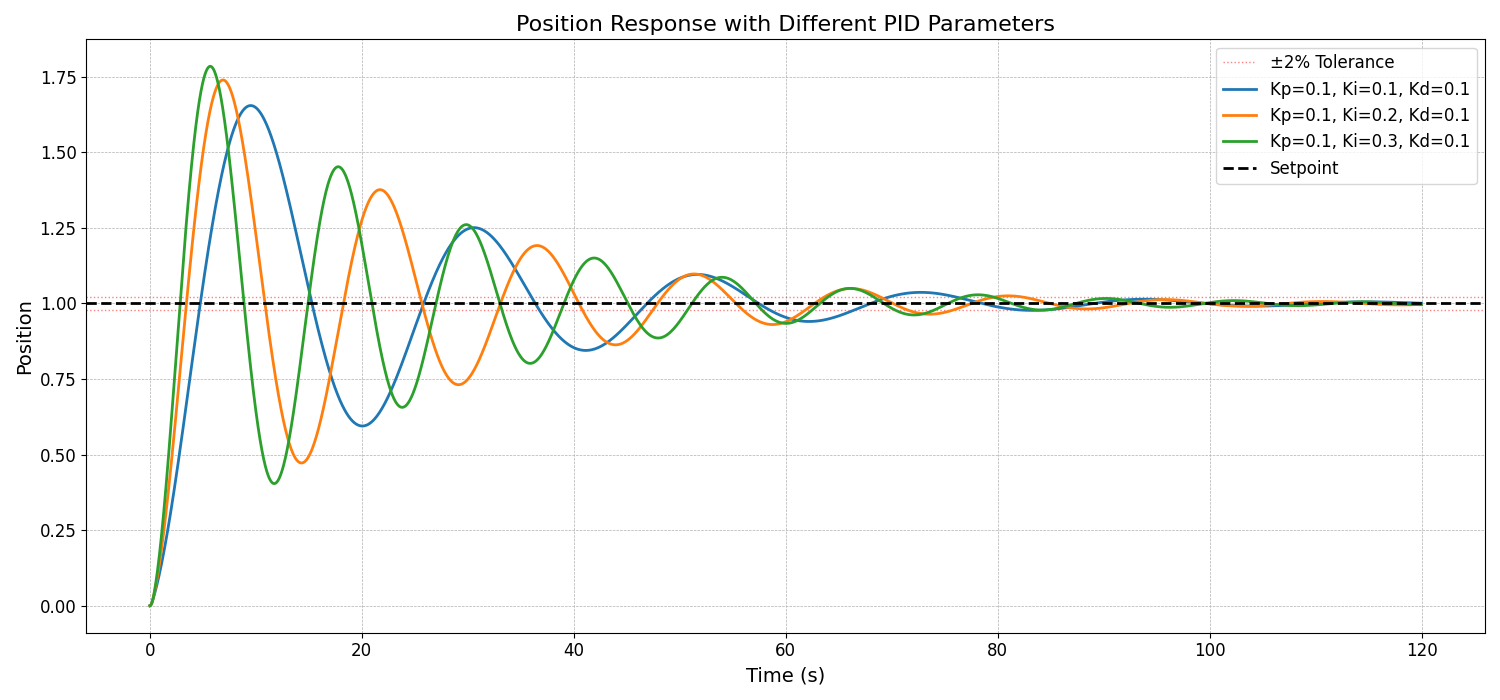 Position Response with Different PID Parameters
±2% Tolerance
Kp=0.1, Ki=0.1, Kd=0.1
Kp=0.1, Ki=0.2, Kd=0.1
Kp=0.1, Ki=0.3, Kd=0.1
Setpoint
Position
1.75
1.50
1.25
1.00
0.75
0.50
0.25
0.00
0 20 40 60 80 100 120
Time (s)